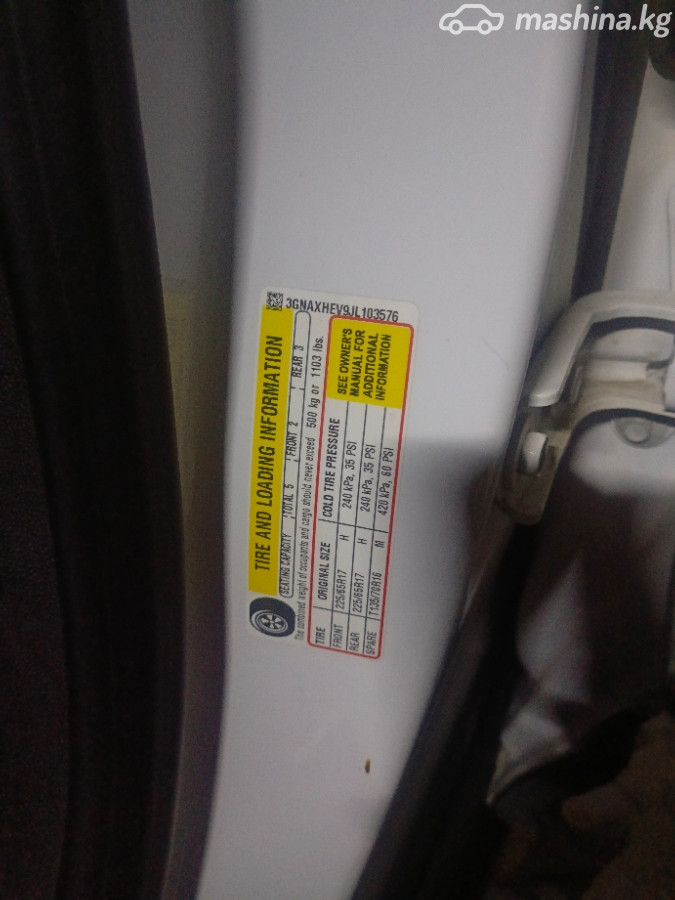 mashina.kg
3GNAXHEV9JL103576
TIRE AND LOADING INFORMATION
SEATING CAPACITY TOTAL 5 FRONT 2 REAR 3
The combined weight of occupants and cargo should never exceed 500 kg or 1103 lbs.
TIRE ORIGINAL SIZE COLD TIRE PRESSURE
FRONT 225/65R17 H 240 kPa, 35 PSI
REAR 225/65R17 H 240 kPa, 35 PSI
SPARE T135/70R16 M 420 kPa, 60 PSI
SEE OWNER'S
MANUAL FOR
ADDITIONAL
INFORMATION